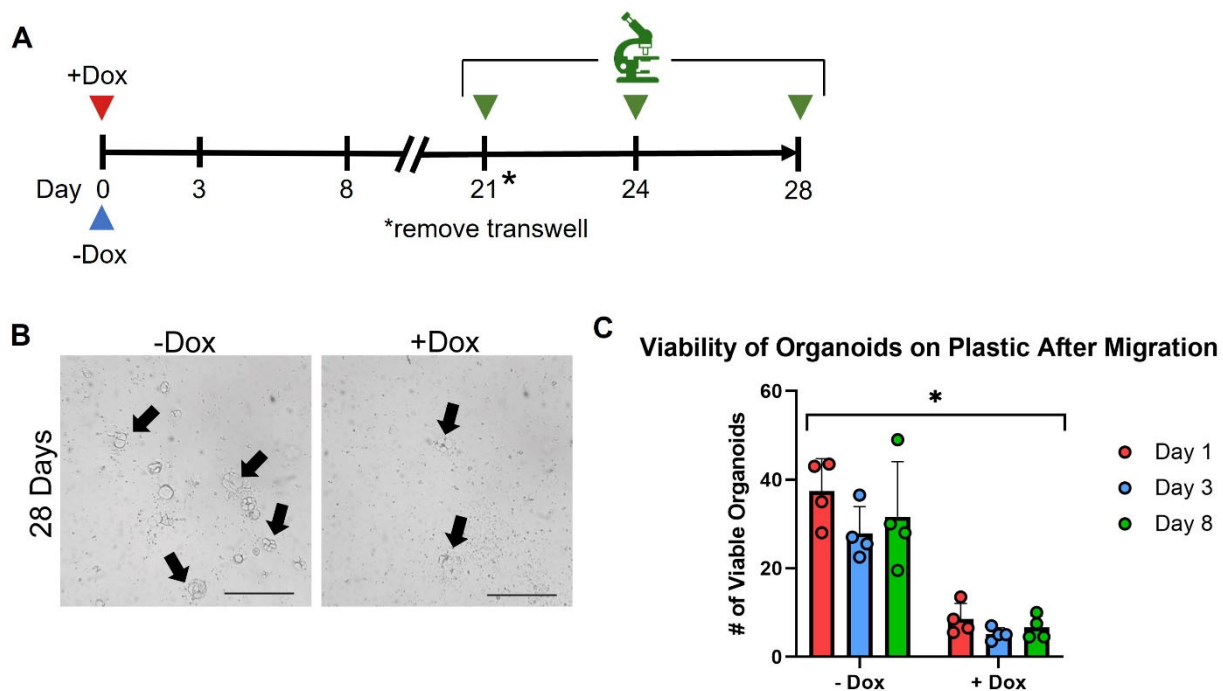 A
+Dox
Day 0 3 8 21* 24 28
*remove transwell
-Dox
B
-Dox +Dox
28 Days
C
Viability of Organoids on Plastic After Migration
# of Viable Organoids
60
40
20
0
*
- Dox + Dox
Day 1
Day 3
Day 8